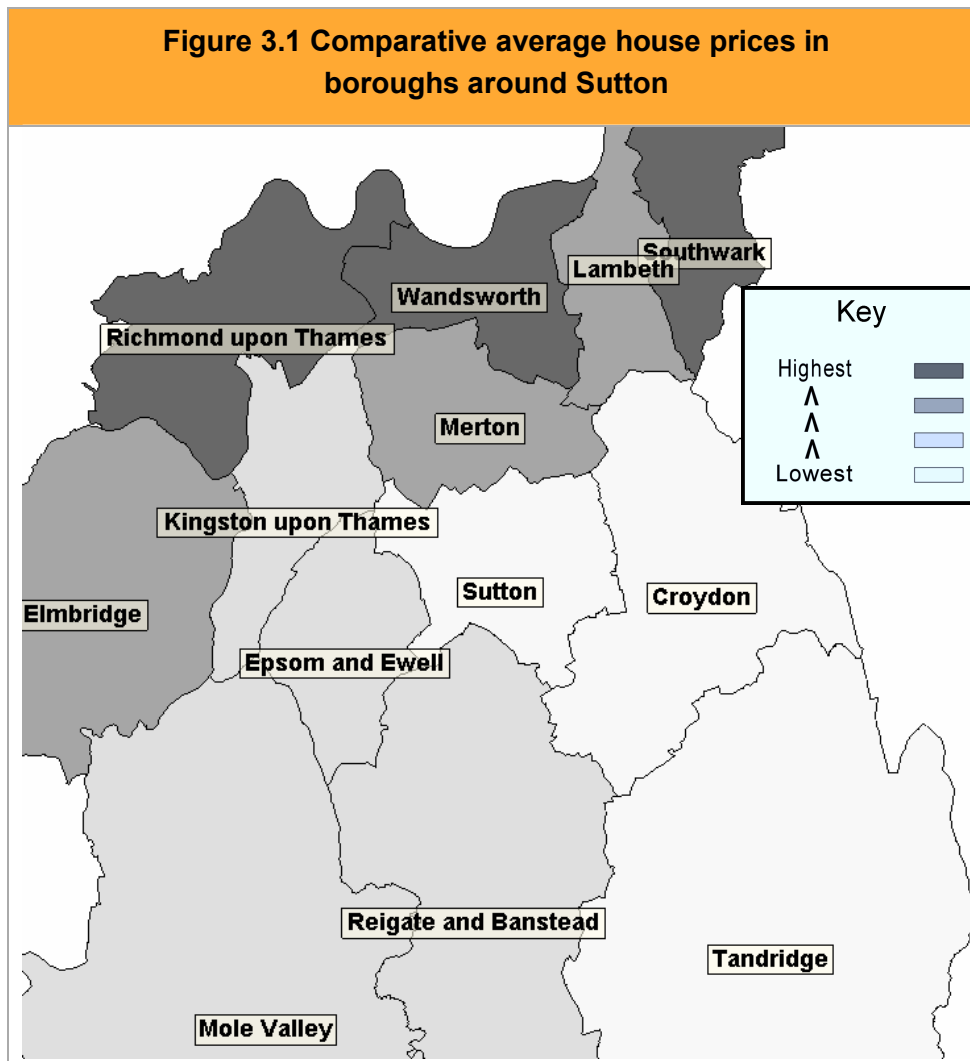 Figure 3.1 Comparative average house prices in
boroughs around Sutton
Southwark
Lambeth
Wandsworth
Richmond upon Thames
Merton
Kingston upon Thames
Sutton
Croydon
Elmbridge
Epsom and Ewell
Reigate and Banstead
Tandridge
Mole Valley
Key
Highest
Lowest